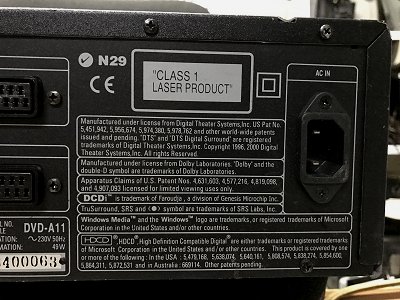 N29
CE
"CLASS 1
LASER PRODUCT"
AC IN
Manufactured under license from Digital Theater Systems,Inc. US Pat No.
5,451,942, 5,956,674, 5,974,380, 5,978,762 and other world-wide patents
issued and pending. "DTS" and "DTS Digital Surround" are registered
trademarks of Digital Theater Systems,Inc. Copyright 1996, 2000 Digital
Theater Systems,Inc. All Rights Reserved.
Manufactured under license from Dolby Laboratories. "Dolby" and the
double-D symbol are trademarks of Dolby Laboratories.
Apparatus Claims of U.S. Patent Nos. 4,631,603, 4,577,216, 4,819,098,
and 4,907,093 licensed for limited viewing uses only.
DCDi™ is trademark of Faroudja , a division of Genesis Microchip Inc.
TruSurround, SRS and (●) symbol are trademarks of SRS Labs, Inc.
Windows Media™ and the Windows™ logo are trademarks, or registered trademarks of Microsoft
Corporation in the United States and/or other countries.
HDCD®, HDCD®, High Definition Compatible Digital® are either trademarks or registered trademarks
of Microsoft Corporation in the United States and/or other countries. This product is covered by one
or more of the following : In the USA : 5,479,168, 5,638,074, 5,640,161, 5,808,574, 5,838,274, 5,854,600,
5,864,311, 5,872,531 and in Australia : 669114. Other patents pending.
NO. DVD-A11
230V 50Hz
49W
400063